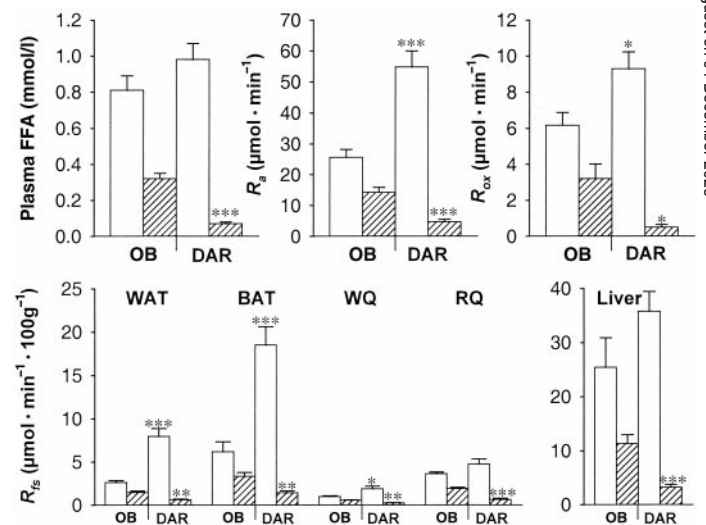 Plasma FFA (mmol/l)
1.2
1.0
0.8
0.6
0.4
0.2
0.0
***
OB
DAR
Ra (µmol · min⁻¹)
70
60
50
40
30
20
10
0
***
***
OB
DAR
Rox (µmol · min⁻¹)
12
10
8
6
4
2
0
*
*
OB
DAR
Rfs (µmol · min⁻¹ · 100g⁻¹)
25
20
15
10
5
0
WAT
BAT
WQ
RQ
***
**
***
**
*
**
***
OB
DAR
OB
DAR
OB
DAR
OB
DAR
Liver
40
30
20
10
0
***
OB
DAR